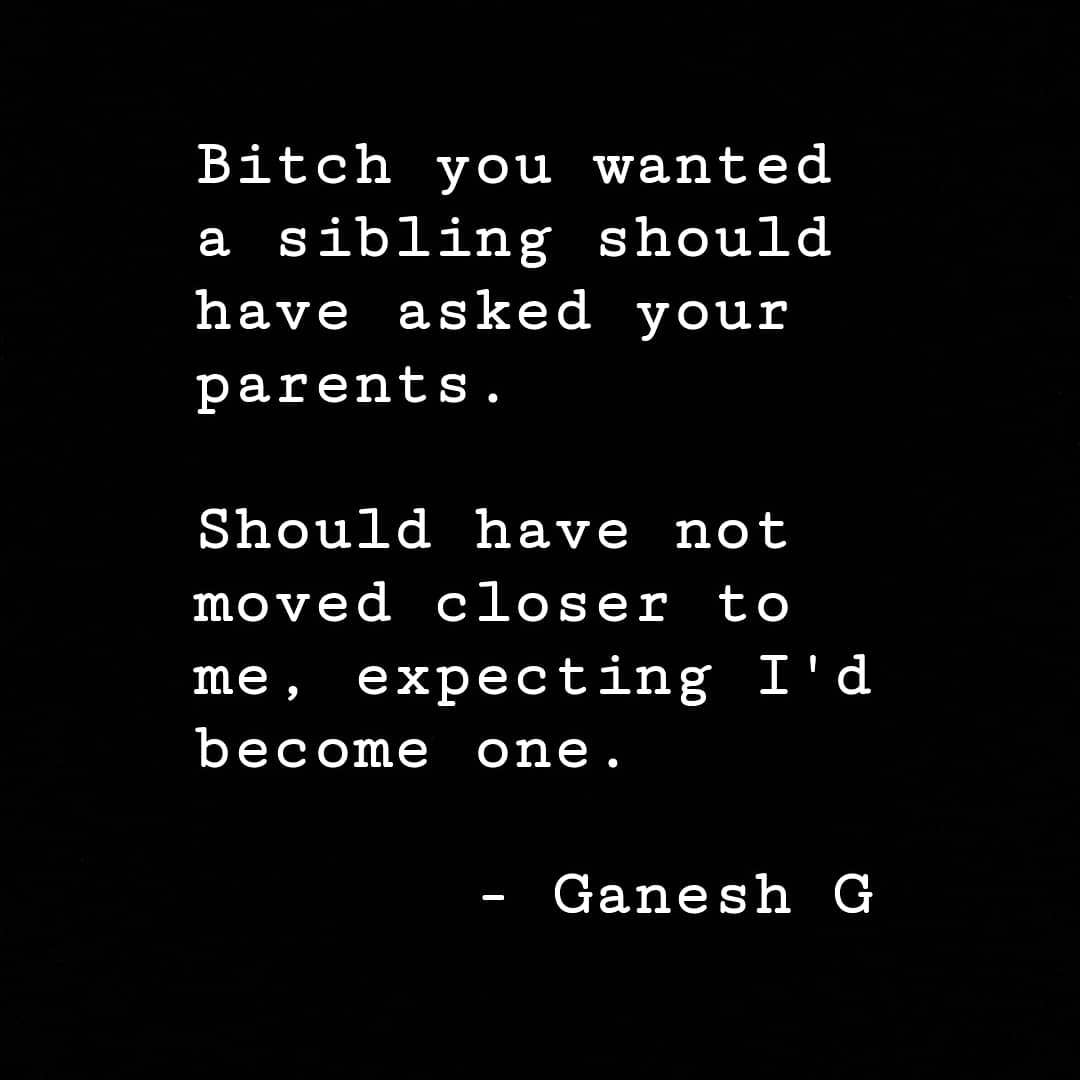 Bitch you wanted
a sibling should
have asked your
parents.
Should have not
moved closer to
me, expecting I'd
become one.
- Ganesh G